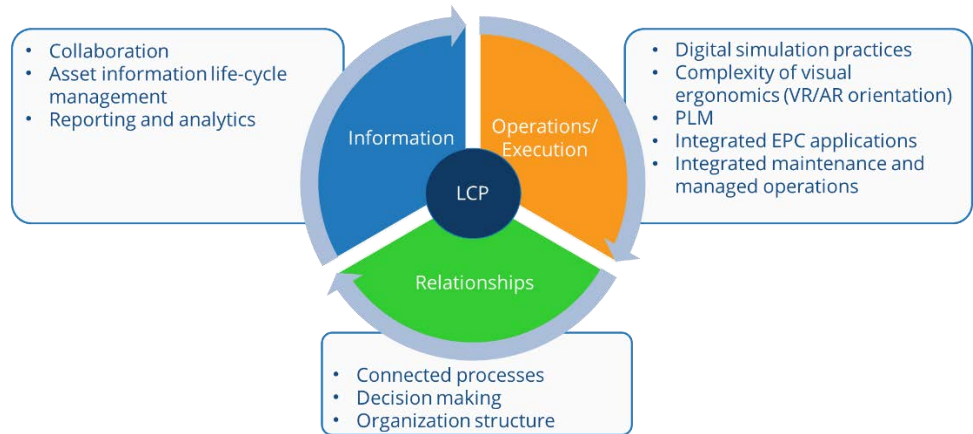 • Collaboration
• Asset information life-cycle
management
• Reporting and analytics
Information
Operations/
Execution
LCP
Relationships
• Digital simulation practices
• Complexity of visual
ergonomics (VR/AR orientation)
• PLM
• Integrated EPC applications
• Integrated maintenance and
managed operations
• Connected processes
• Decision making
• Organization structure